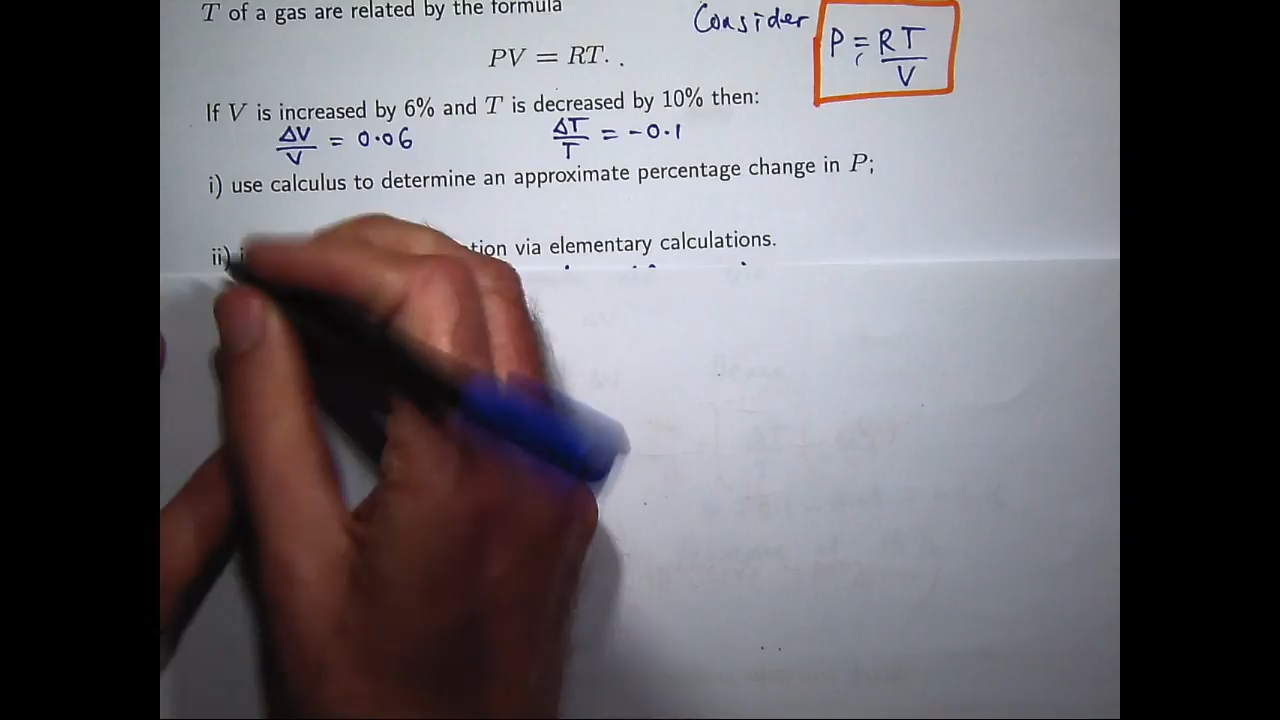 T of a gas are related by the formula
Consider P = RT / V
PV = RT. .
If V is increased by 6% and T is decreased by 10% then:
ΔV / V = 0.06 ΔT / T = -0.1
i) use calculus to determine an approximate percentage change in P;
ii) via elementary calculations.